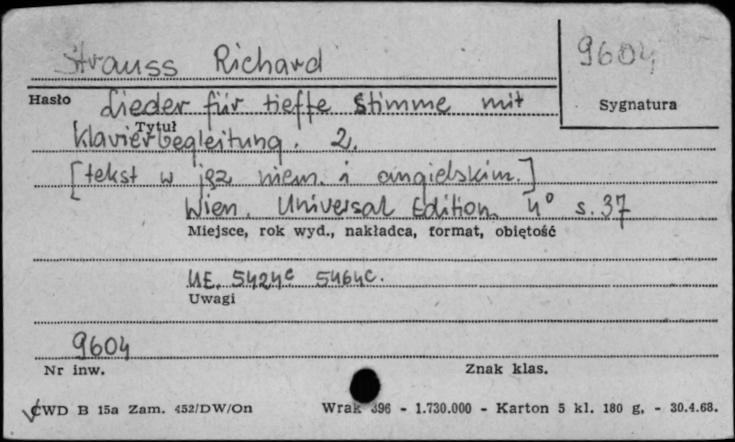 Strauss Richard
9604
Hasło
Sygnatura
Lieder für tieffe Stimme mit
Tytuł
Klavierbegleitung. 2.
[tekst w jęz niem. i angielskim.]
Wien. Universal Edition. 4° s. 37
Miejsce, rok wyd., nakładca, format, obiętość
UE. 5424c 5464c.
Uwagi
9604
Nr inw.
Znak klas.
CWD B 15a Zam. 452/DW/On
Wrak 396 - 1.730.000 - Karton 5 kl. 180 g. - 30.4.68.